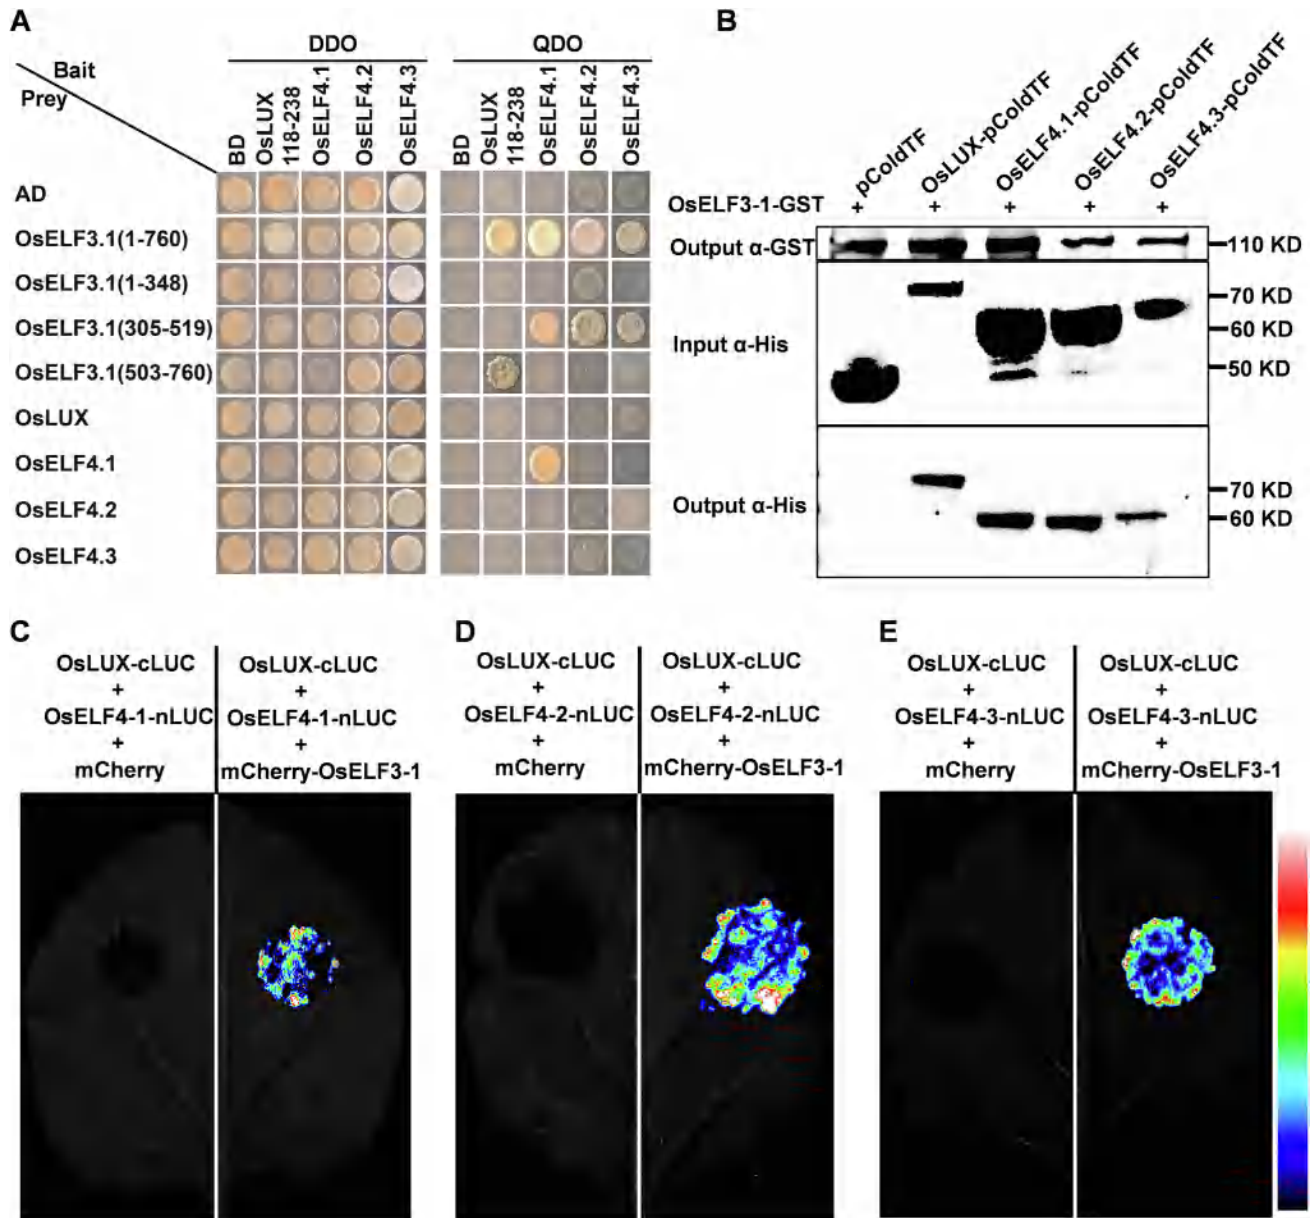 A
DDO
QDO
Bait
Prey
BD
OsLUX
118-238
OsELF4.1
OsELF4.2
OsELF4.3
BD
OsLUX
118-238
OsELF4.1
OsELF4.2
OsELF4.3
AD
OsELF3.1(1-760)
OsELF3.1(1-348)
OsELF3.1(305-519)
OsELF3.1(503-760)
OsLUX
OsELF4.1
OsELF4.2
OsELF4.3
B
pColdTF
OsLUX-pColdTF
OsELF4.1-pColdTF
OsELF4.2-pColdTF
OsELF4.3-pColdTF
OsELF3-1-GST + + + + +
Output α-GST
110 KD
Input α-His
70 KD
60 KD
50 KD
Output α-His
70 KD
60 KD
C
OsLUX-cLUC
+
OsELF4-1-nLUC
+
mCherry
OsLUX-cLUC
+
OsELF4-1-nLUC
+
mCherry-OsELF3-1
D
OsLUX-cLUC
+
OsELF4-2-nLUC
+
mCherry
OsLUX-cLUC
+
OsELF4-2-nLUC
+
mCherry-OsELF3-1
E
OsLUX-cLUC
+
OsELF4-3-nLUC
+
mCherry
OsLUX-cLUC
+
OsELF4-3-nLUC
+
mCherry-OsELF3-1